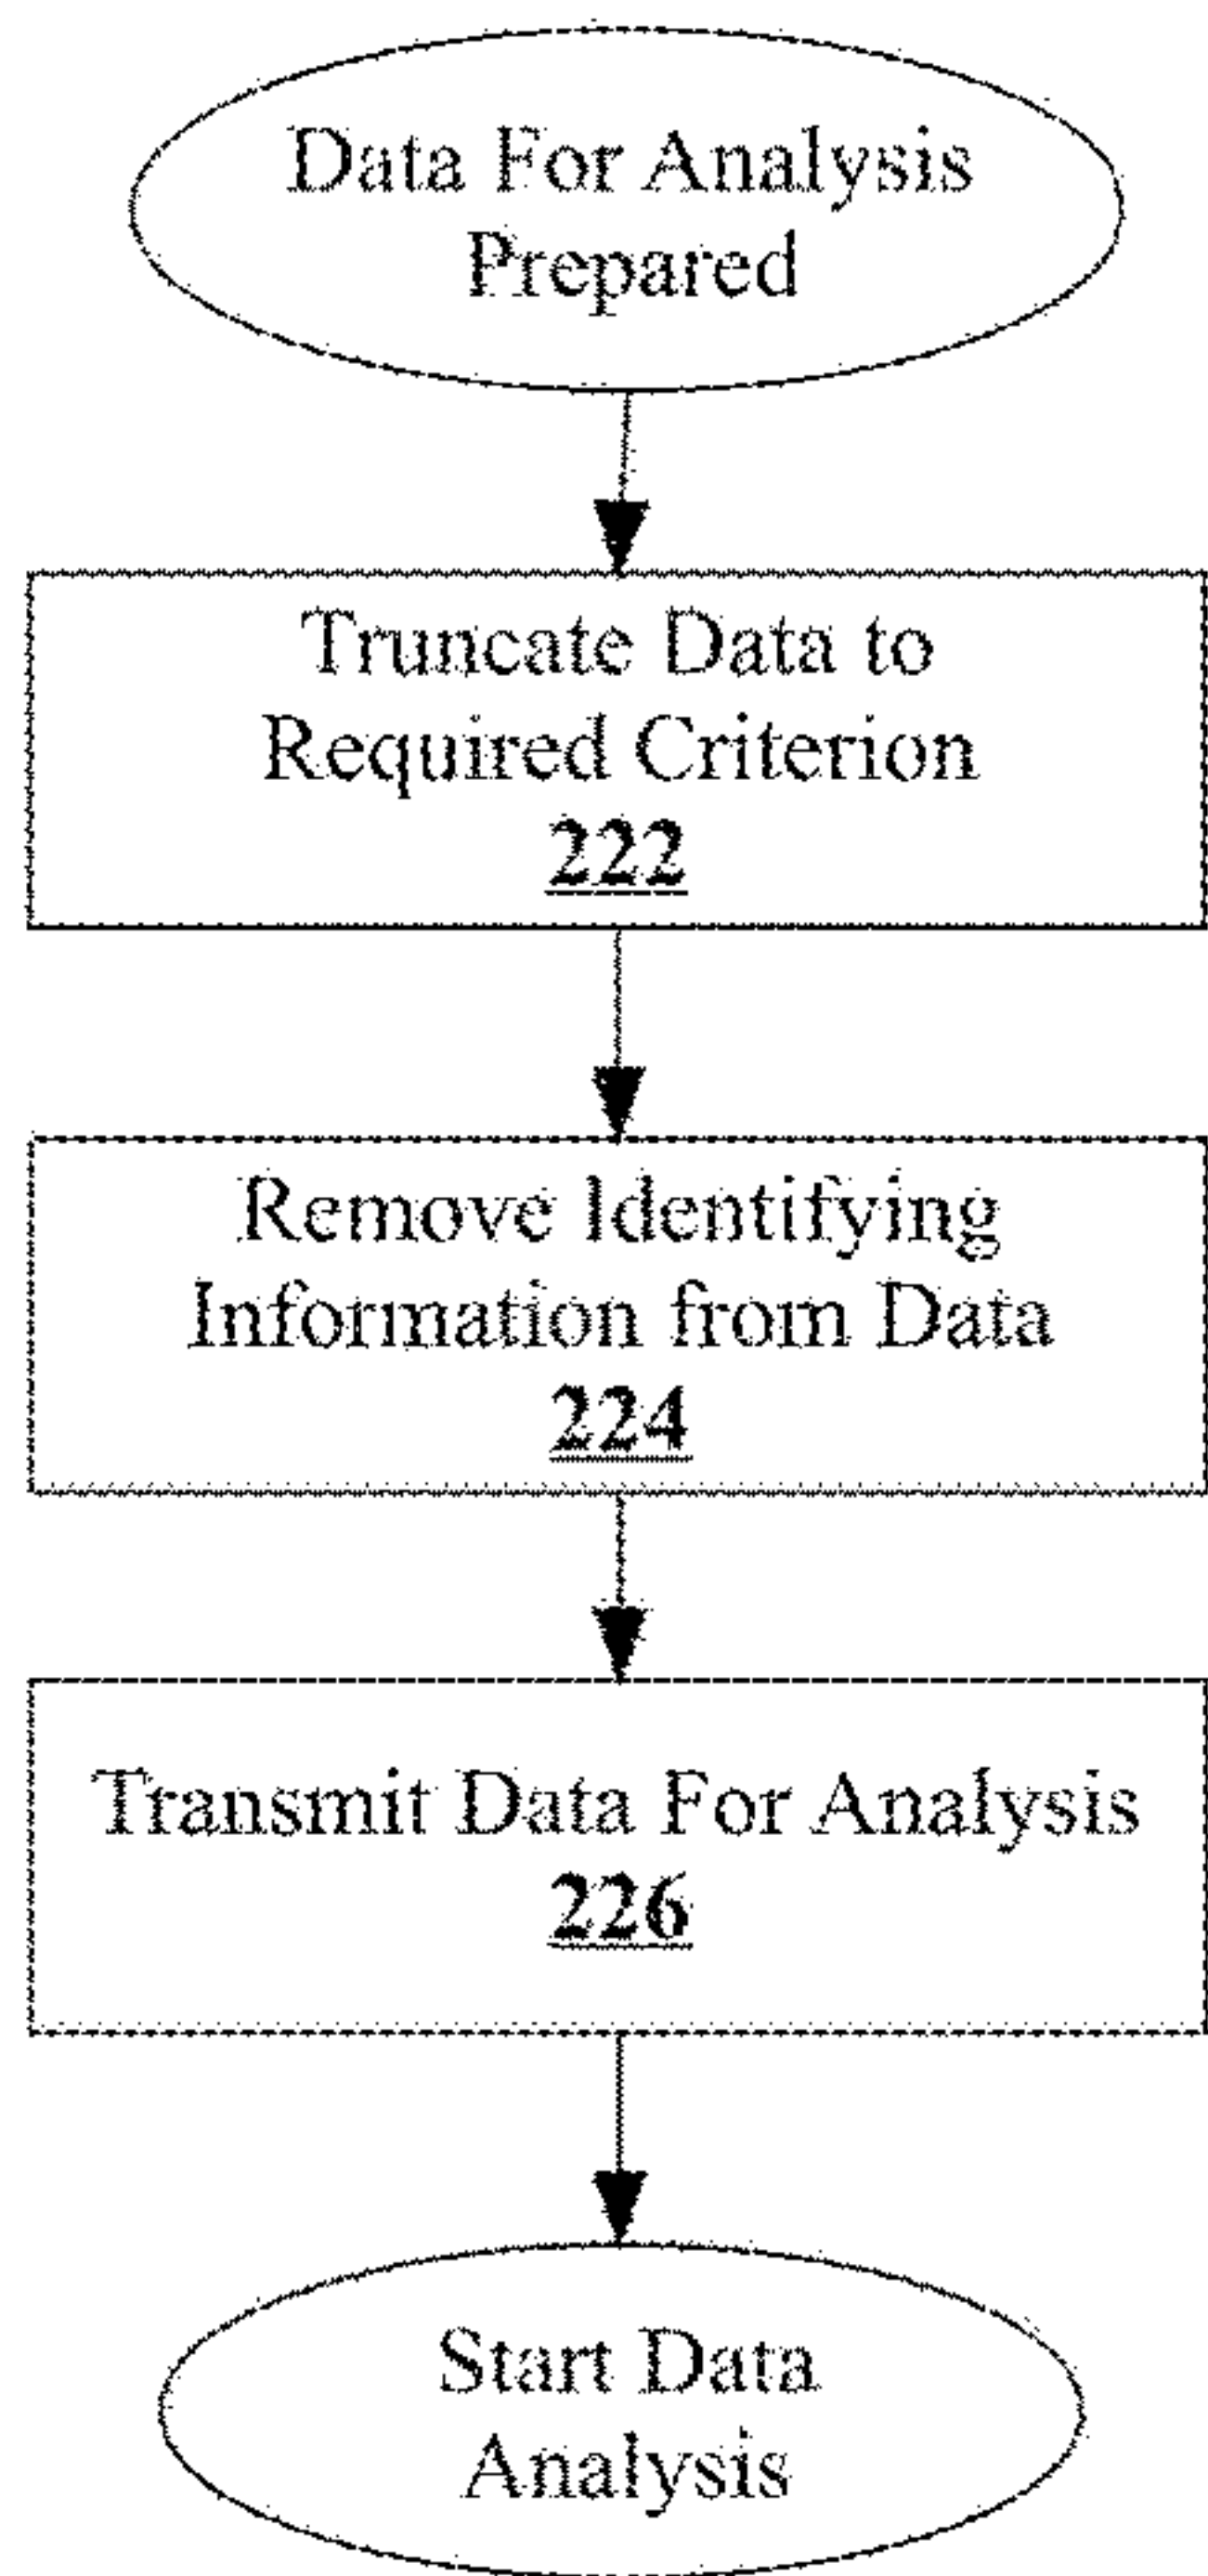 Data For Analysis
Prepared
Truncate Data to
Required Criterion
222
Remove Identifying
Information from Data
224
Transmit Data For Analysis
226
Start Data
Analysis